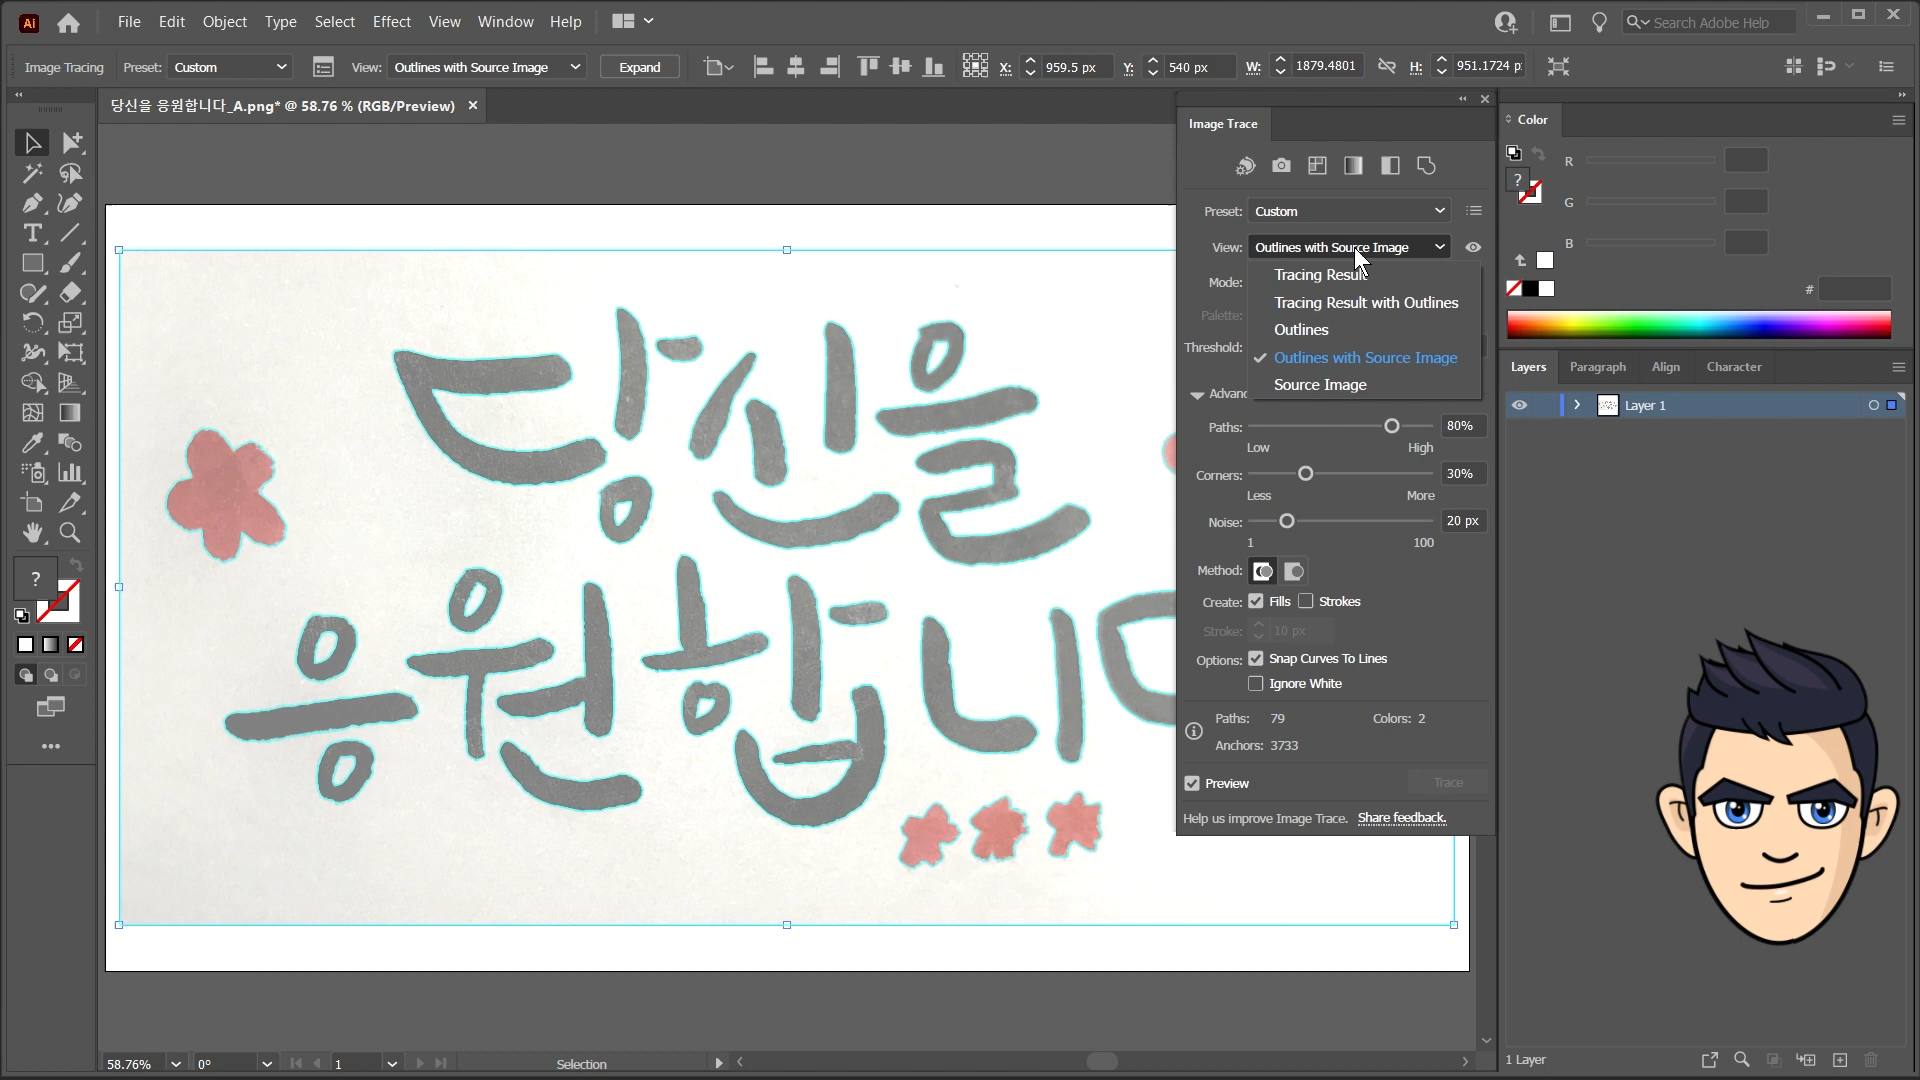 Ai File Edit Object Type Select Effect View Window Help Search Adobe Help
Image Tracing Preset: Custom View: Outlines with Source Image Expand X: 959.5 px Y: 540 px W: 1879.4801 H: 951.1724 p
당신을 응원합니다_A.png* @ 58.76 % (RGB/Preview)
당신을
응원합니
Image Trace
Preset: Custom
View: Outlines with Source Image
Tracing Result
Tracing Result with Outlines
Outlines
Outlines with Source Image
Source Image
Mode:
Palette:
Threshold:
Advanc
Paths: 80%
Low High
Corners: 30%
Less More
Noise: 20 px
1 100
Method:
Create: Fills Strokes
Stroke: 10 px
Options: Snap Curves To Lines
Ignore White
Paths: 79 Colors: 2
Anchors: 3733
Preview Trace
Help us improve Image Trace. Share feedback.
Color
R
G
B
#
?
Layers Paragraph Align Character
Layer 1
1 Layer
?
58.76% 0° 1 Selection